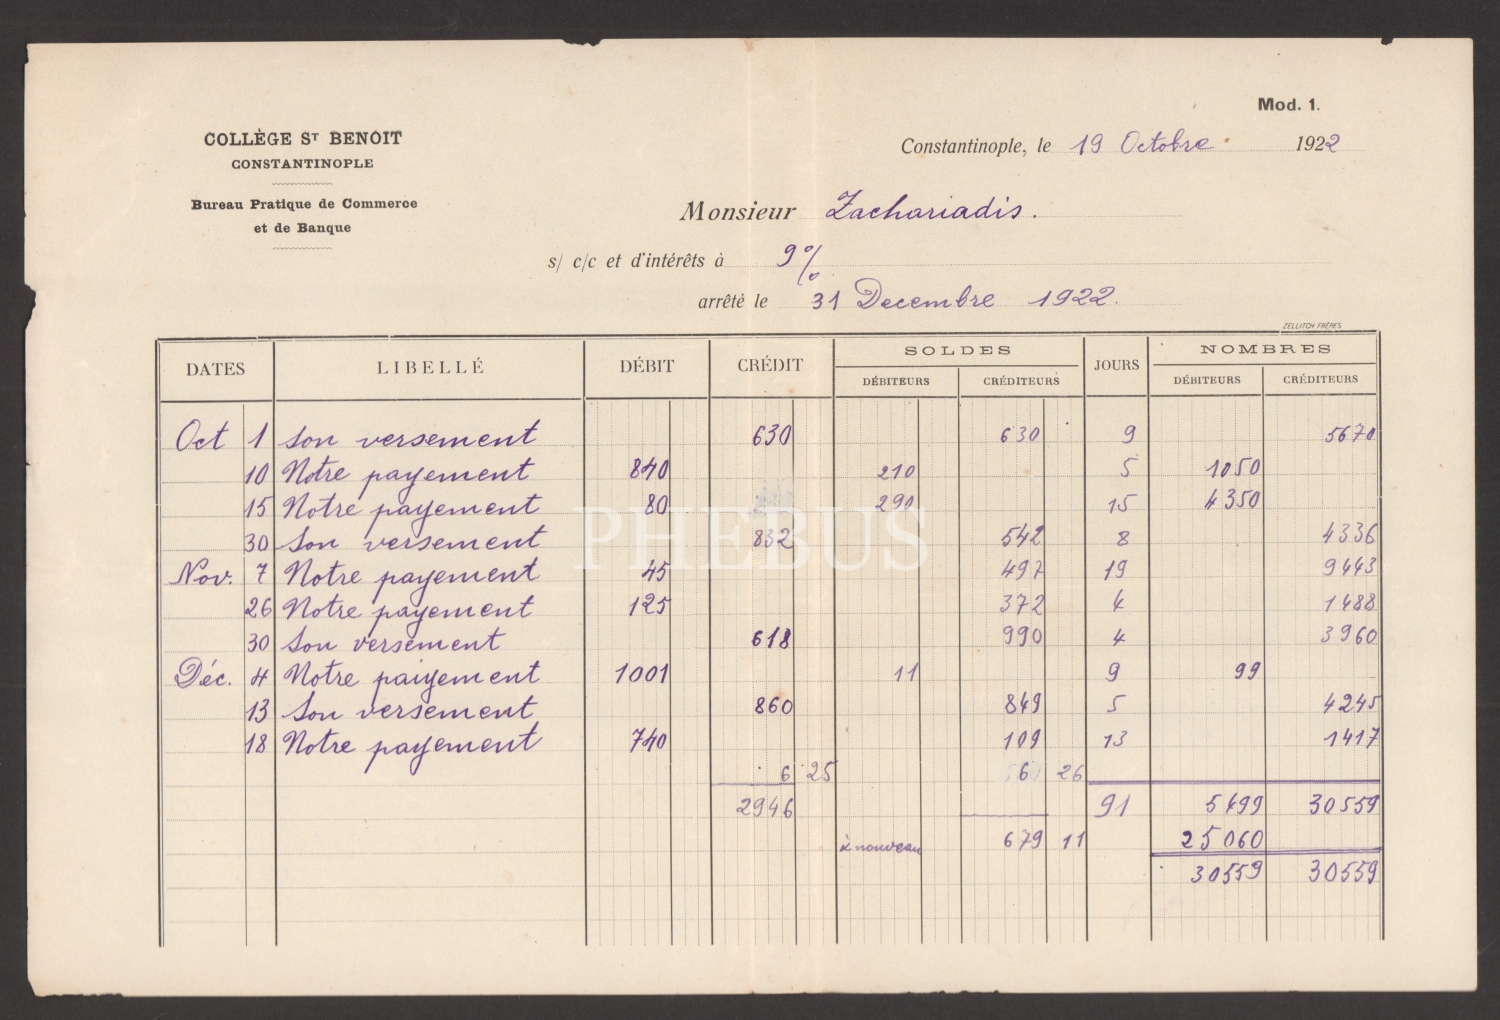 Mod. 1.
COLLÈGE ST BENOIT
CONSTANTINOPLE
Bureau Pratique de Commerce
et de Banque
Constantinople, le 19 Octobre 1922
Monsieur Zachariadis.
s/ c/c et d'intérêts à 9%
arrêté le 31 Decembre 1922.
ZELLITCH FRÈRES
DATES LIBELLÉ DÉBIT CRÉDIT SOLDES JOURS NOMBRES
DÉBITEURS CRÉDITEURS DÉBITEURS CRÉDITEURS
Oct 1 Son versement 630 630 9 5670
10 Notre payement 840 210 5 1050
15 Notre payement 80 290 15 4350
30 Son versement 832 542 8 4336
Nov. 7 Notre payement 45 497 19 9443
26 Notre payement 125 372 4 1488
30 Son versement 618 990 4 3960
Déc. 4 Notre paiyement 1001 11 9 99
13 Son versement 860 849 5 4245
18 Notre payement 740 109 13 1417
6 25 6 26
2946 91 5499 30559
à nouveau 679 11 25060
30559 30559
PHEBUS